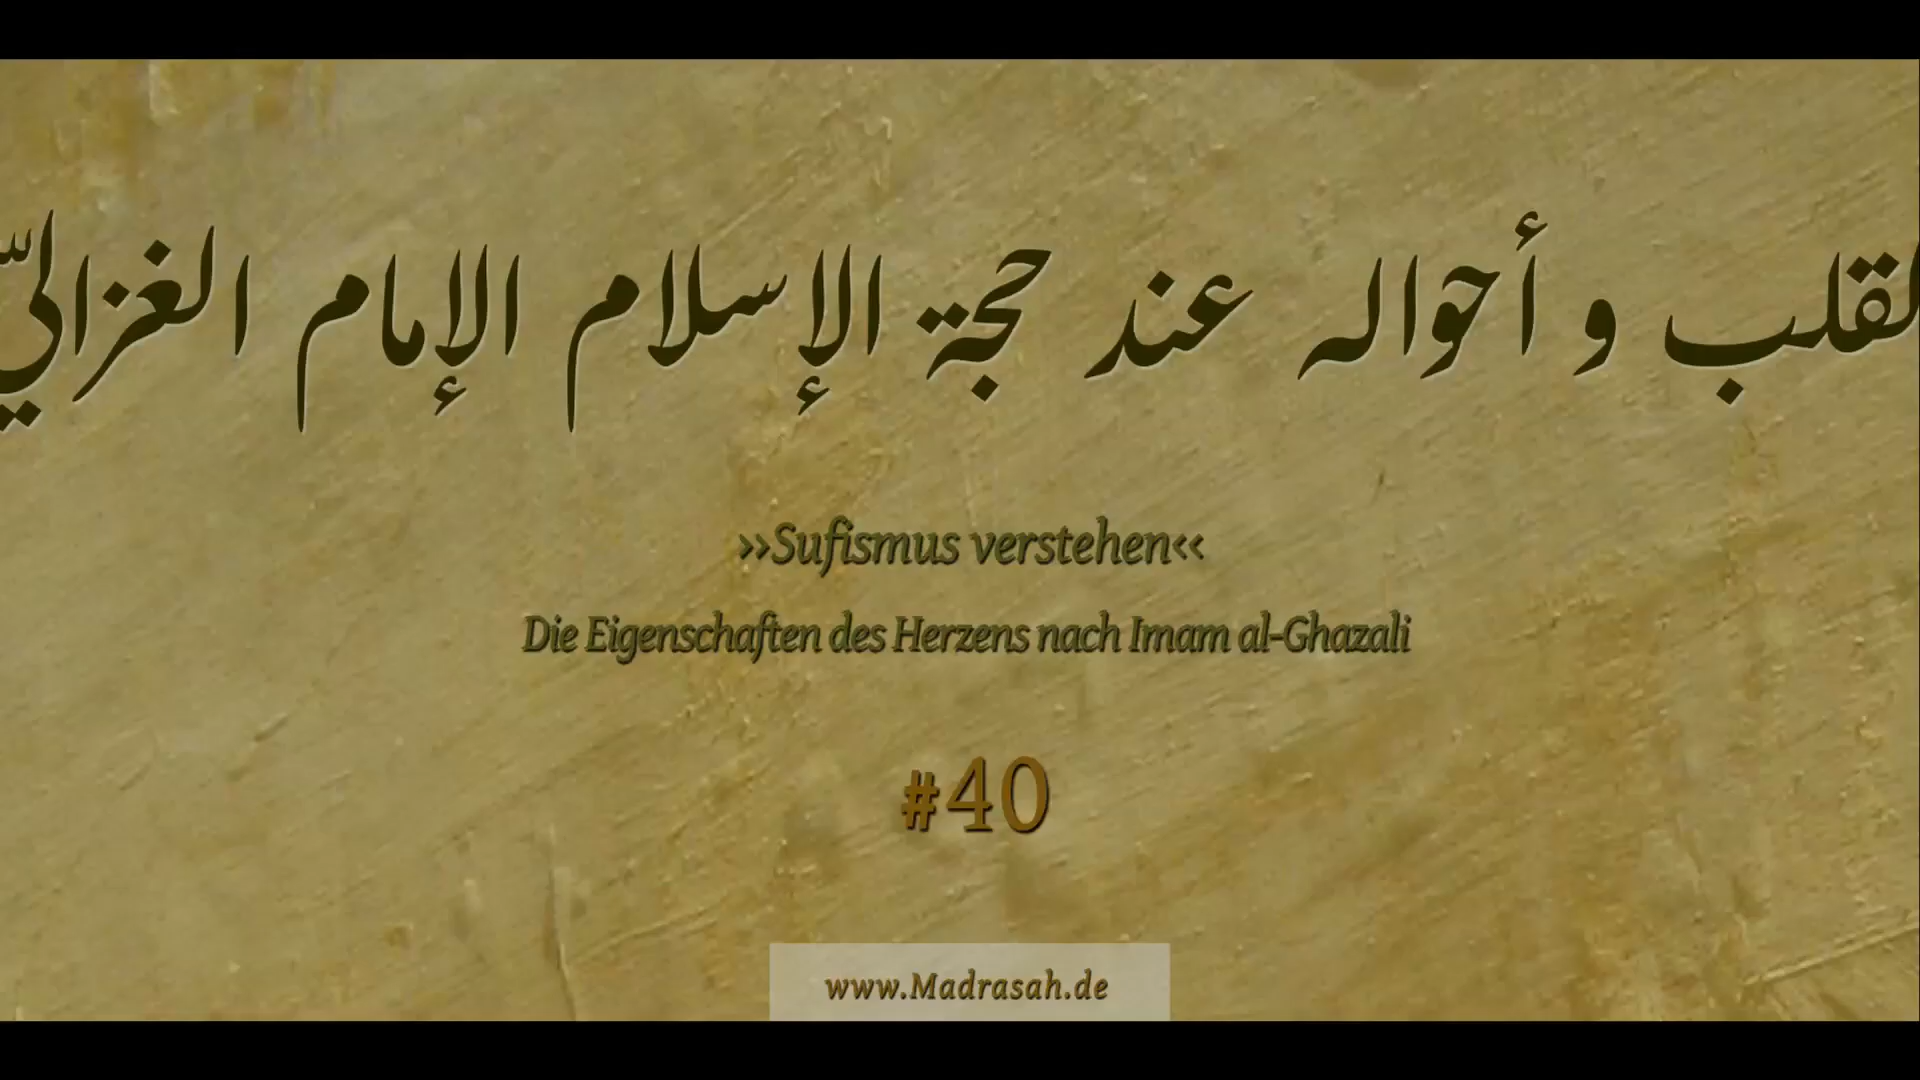 لقلب و أحواله عند حجة الإسلام الإمام الغزاليّ
»Sufismus verstehen«
Die Eigenschaften des Herzens nach Imam al-Ghazali
#40
www.Madrasah.de